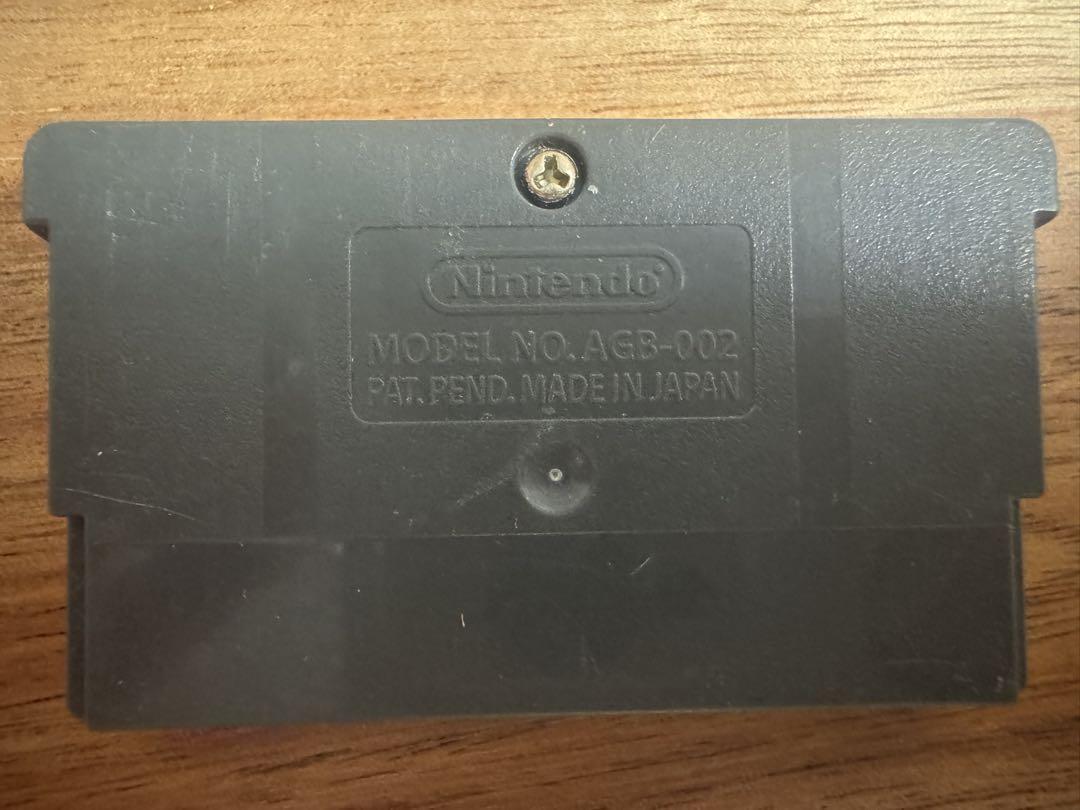 Nintendo®
MODEL NO. AGB-002
PAT. PEND. MADE IN JAPAN